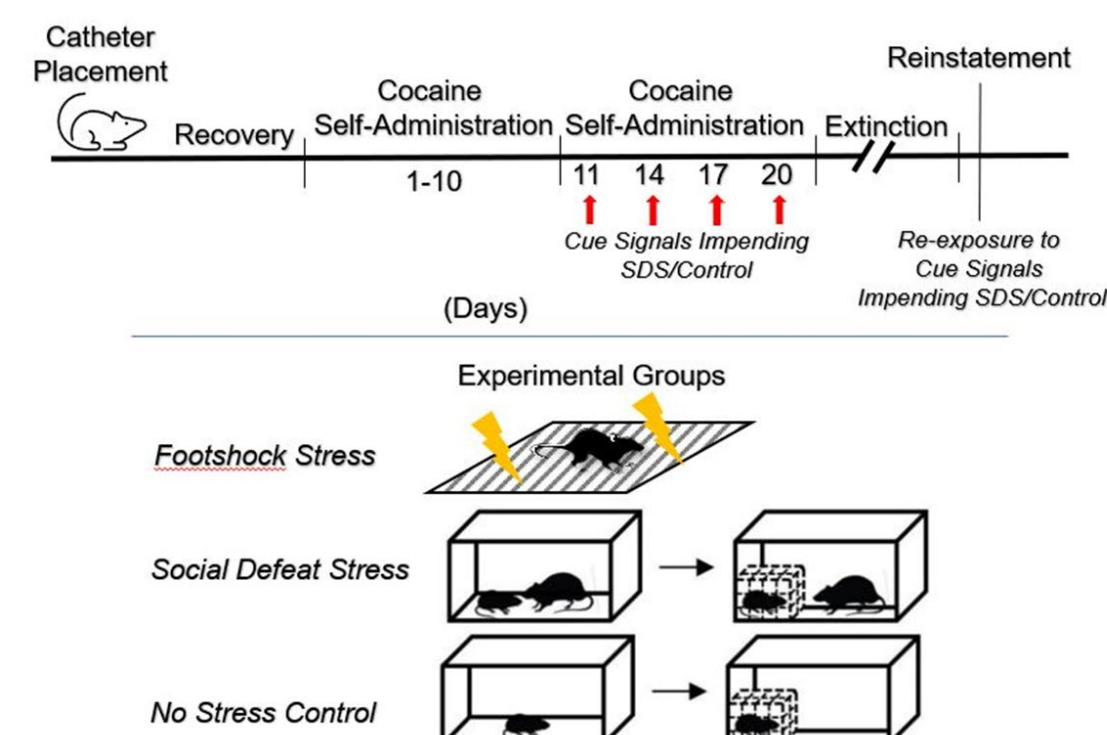 Catheter
Placement
Recovery
Cocaine
Self-Administration
Cocaine
Self-Administration
Extinction
Reinstatement
1-10
11 14 17 20
Cue Signals Impending
SDS/Control
Re-exposure to
Cue Signals
Impending SDS/Control
(Days)
Experimental Groups
Footshock Stress
Social Defeat Stress
No Stress Control